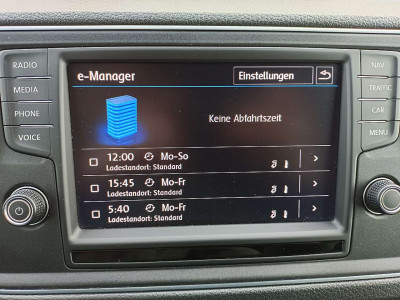 RADIO
MEDIA
PHONE
VOICE
e-Manager
Einstellungen
Keine Abfahrtszeit
12:00 Mo-So
Ladestandort: Standard
15:45 Mo-Fr
Ladestandort: Standard
5:40 Mo-Fr
Ladestandort: Standard
NAV
TRAFFIC
CAR
MENU